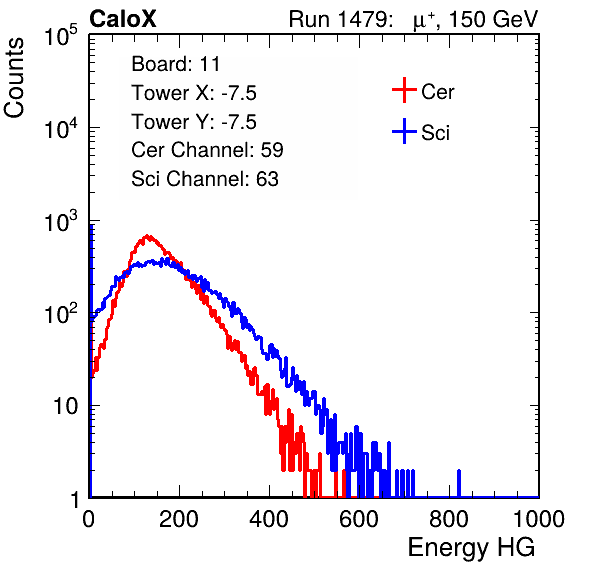 CaloX Run 1479: μ⁺, 150 GeV
Counts
10⁵
10⁴
10³
10²
10
1
Board: 11
Tower X: -7.5
Tower Y: -7.5
Cer Channel: 59
Sci Channel: 63
Cer
Sci
0 200 400 600 800 1000
Energy HG